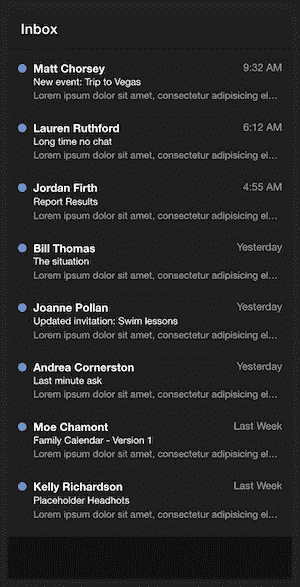 Inbox
Matt Chorsey 9:32 AM
New event: Trip to Vegas
Lorem ipsum dolor sit amet, consectetur adipisicing el...
Lauren Ruthford 6:12 AM
Long time no chat
Lorem ipsum dolor sit amet, consectetur adipisicing el...
Jordan Firth 4:55 AM
Report Results
Lorem ipsum dolor sit amet, consectetur adipisicing el...
Bill Thomas Yesterday
The situation
Lorem ipsum dolor sit amet, consectetur adipisicing el...
Joanne Pollan Yesterday
Updated invitation: Swim lessons
Lorem ipsum dolor sit amet, consectetur adipisicing el...
Andrea Cornerston Yesterday
Last minute ask
Lorem ipsum dolor sit amet, consectetur adipisicing el...
Moe Chamont Last Week
Family Calendar - Version 1
Lorem ipsum dolor sit amet, consectetur adipisicing el...
Kelly Richardson Last Week
Placeholder Headhots
Lorem ipsum dolor sit amet, consectetur adipisicing el...